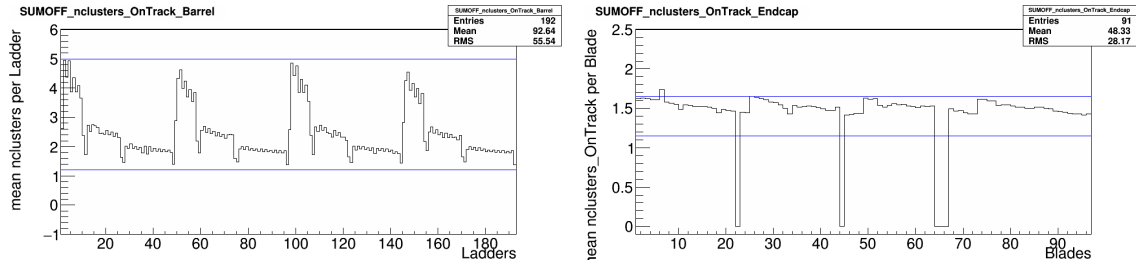 SUMOFF_nclusters_OnTrack_Barrel
SUMOFF_nclusters_OnTrack_Barrel
Entries 192
Mean 92.64
RMS 55.54
mean nclusters per Ladder
6
5
4
3
2
1
0
−1
20 40 60 80 100 120 140 160 180
Ladders
SUMOFF_nclusters_OnTrack_Endcap
SUMOFF_nclusters_OnTrack_Endcap
Entries 91
Mean 48.33
RMS 28.17
mean nclusters_OnTrack per Blade
2.5
2
1.5
1
0.5
0
10 20 30 40 50 60 70 80 90
Blades